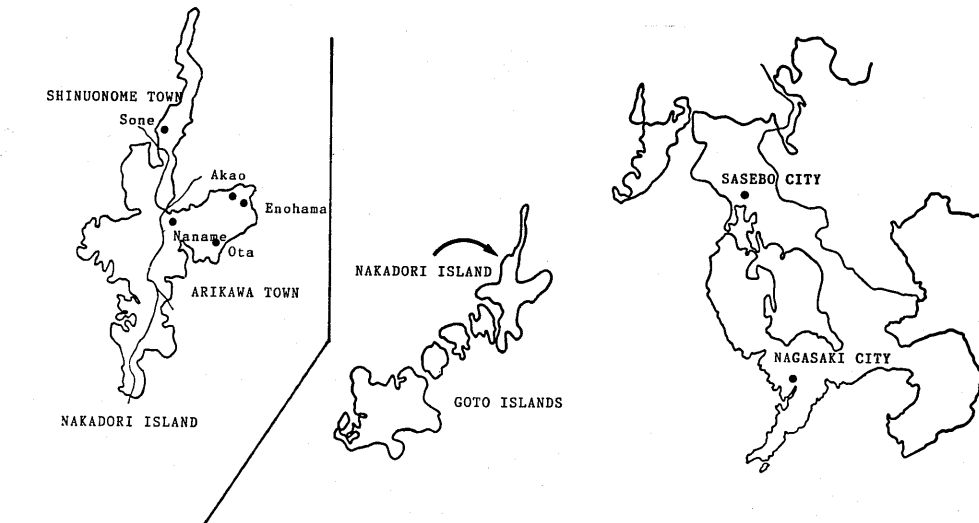 SHINUONOME TOWN
Sone
Akao
Enohama
Naname
Ota
ARIKAWA TOWN
NAKADORI ISLAND
NAKADORI ISLAND
GOTO ISLANDS
SASEBO CITY
NAGASAKI CITY